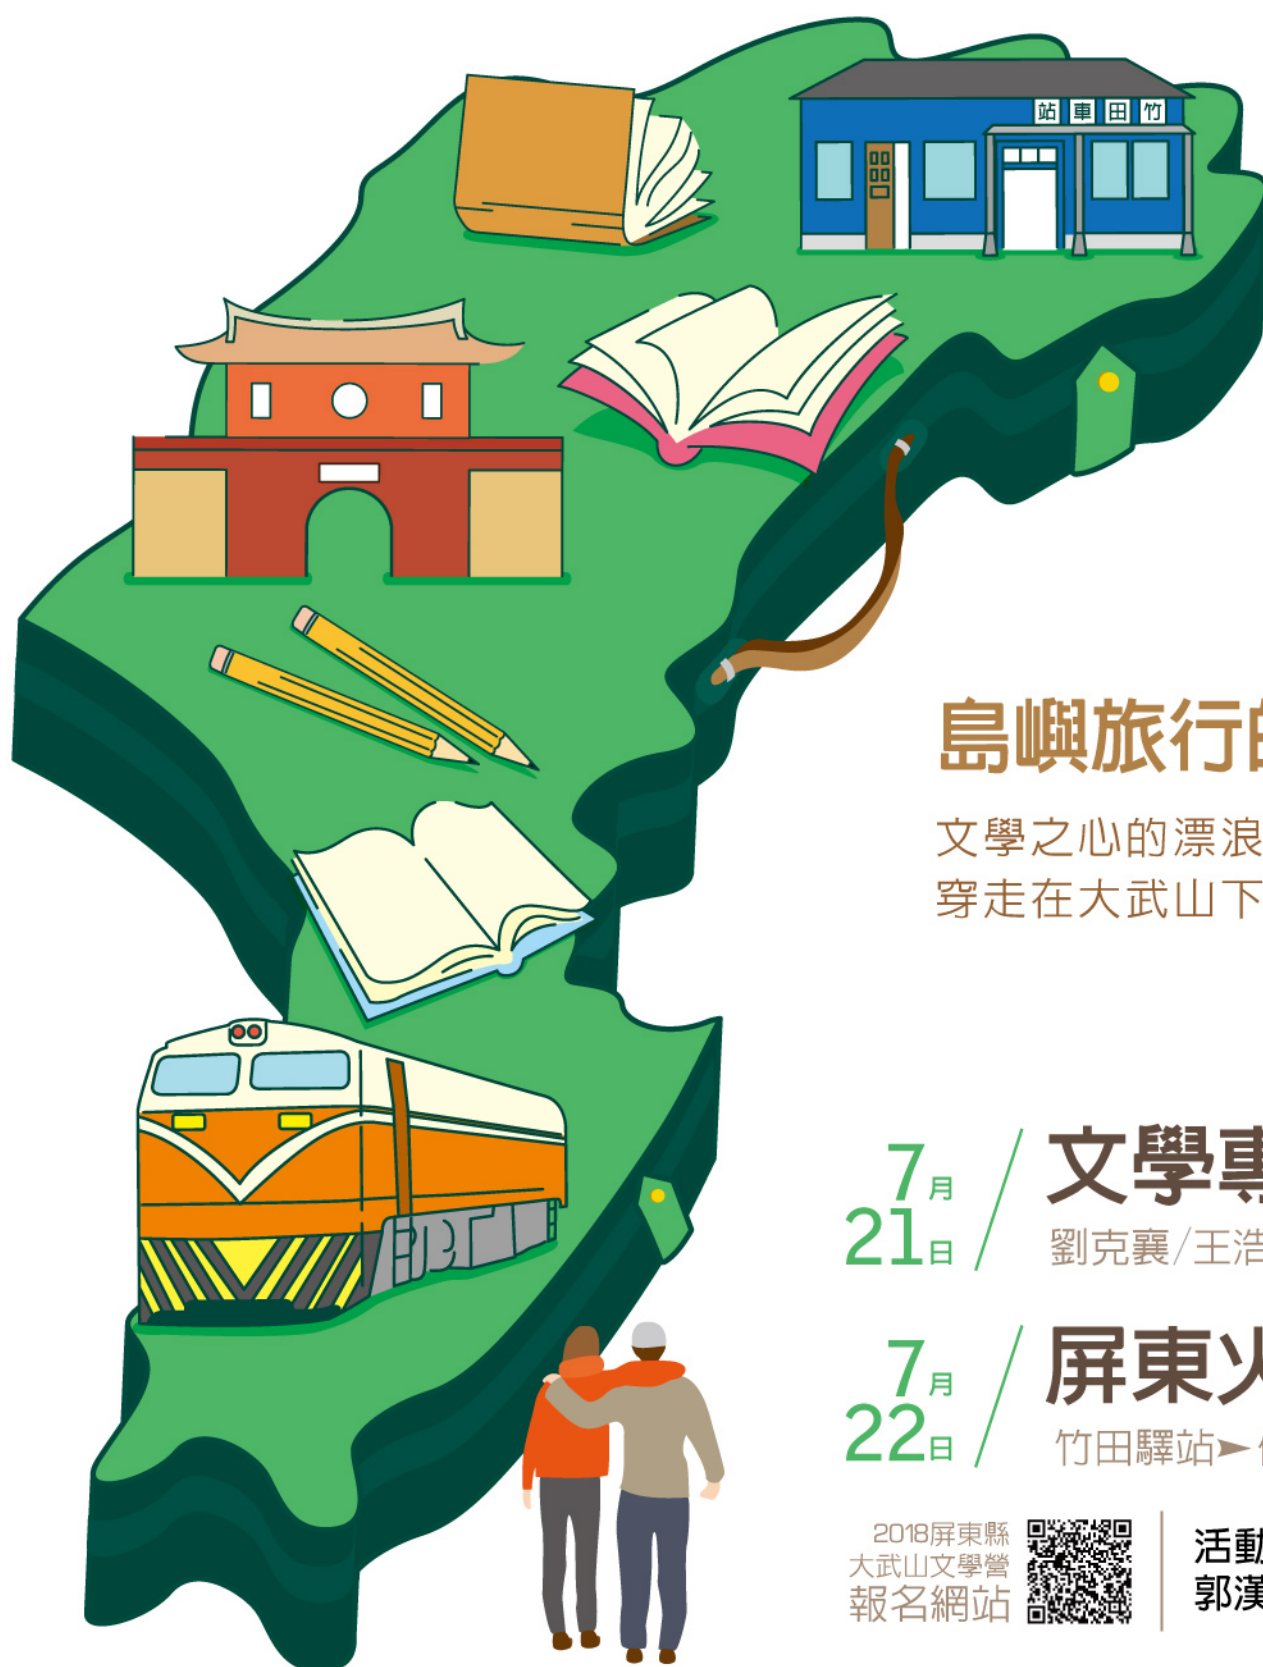 站車田竹
島嶼旅行
文學之心的漂浪
穿走在大武山下
7月
21日
文學
劉克襄/王浩
7月
22日
屏東火
竹田驛站➤
2018屏東縣
大武山文學營
報名網站
活動
郭漢